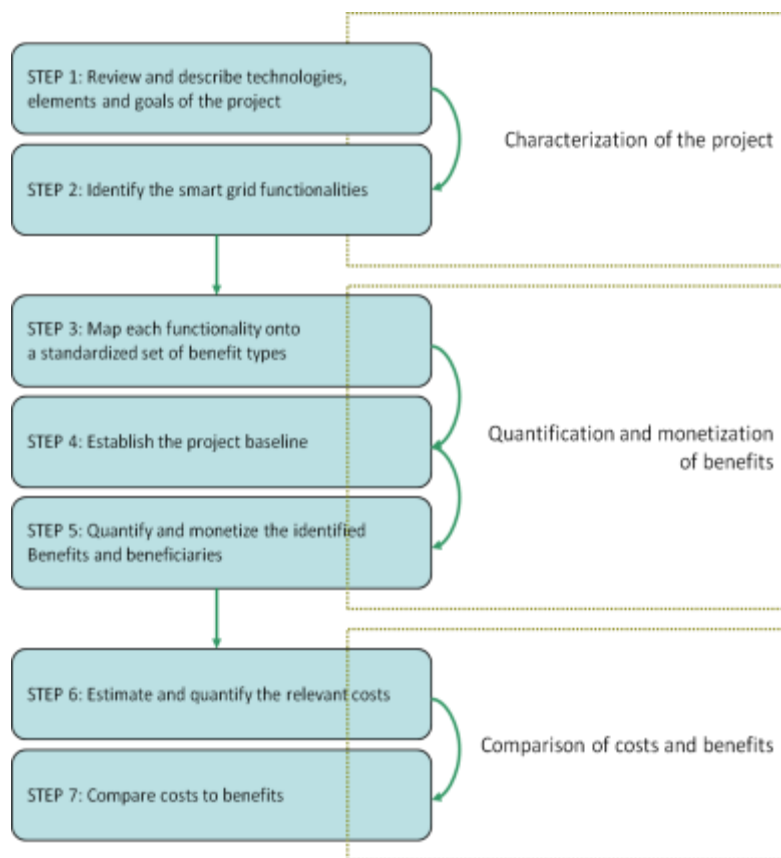 STEP 1: Review and describe technologies,
elements and goals of the project
Characterization of the project
STEP 2: Identify the smart grid functionalities
STEP 3: Map each functionality onto
a standardized set of benefit types
STEP 4: Establish the project baseline
Quantification and monetization
of benefits
STEP 5: Quantify and monetize the identified
Benefits and beneficiaries
STEP 6: Estimate and quantify the relevant costs
Comparison of costs and benefits
STEP 7: Compare costs to benefits